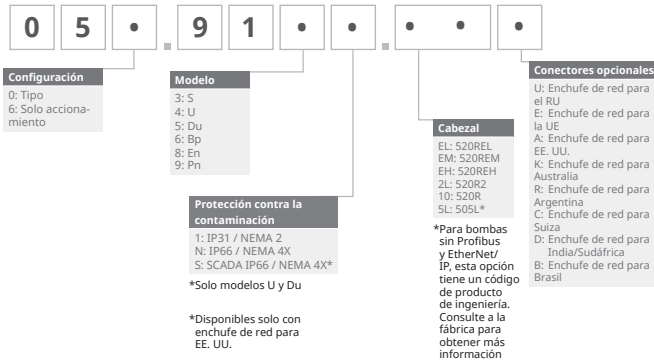 0 5 • . 9 1 • • . • • •
Configuración
0: Tipo
6: Solo acciona-
miento
Modelo
3: S
4: U
5: Du
6: Bp
8: En
9: Pn
Protección contra la
contaminación
1: IP31 / NEMA 2
N: IP66 / NEMA 4X
S: SCADA IP66 / NEMA 4X*
*Solo modelos U y Du
*Disponibles solo con
enchufe de red para
EE. UU.
Cabezal
EL: 520REL
EM: 520REM
EH: 520REH
2L: 520R2
10: 520R
5L: 505L*
*Para bombas
sin Profibus
y EtherNet/
IP, esta opción
tiene un código
de producto
de ingeniería.
Consulte a la
fábrica para
obtener más
información
Conectores opcionales
U: Enchufe de red para
el RU
E: Enchufe de red para
la UE
A: Enchufe de red para
EE. UU.
K: Enchufe de red para
Australia
R: Enchufe de red para
Argentina
C: Enchufe de red para
Suiza
D: Enchufe de red para
India/Sudáfrica
B: Enchufe de red para
Brasil